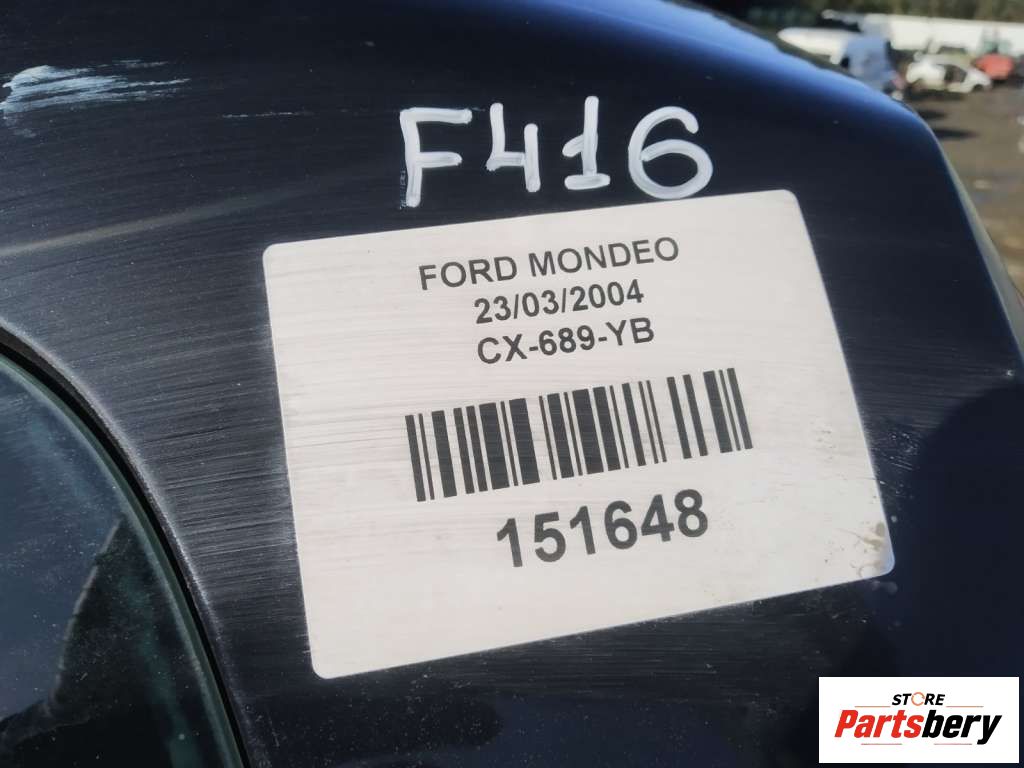 F416
FORD MONDEO
23/03/2004
CX-689-YB
151648
STORE
Partsbery